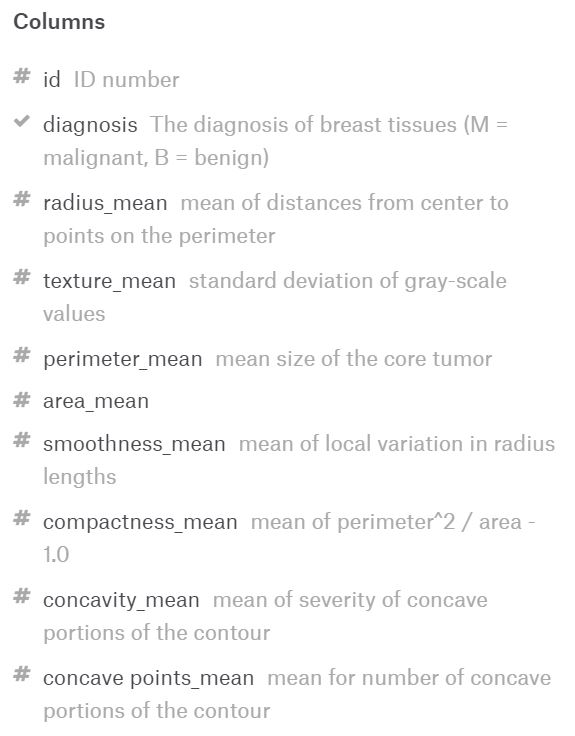 Columns
# id ID number
diagnosis The diagnosis of breast tissues (M =
malignant, B = benign)
# radius_mean mean of distances from center to
points on the perimeter
# texture_mean standard deviation of gray-scale
values
# perimeter_mean mean size of the core tumor
# area_mean
# smoothness_mean mean of local variation in radius
lengths
# compactness_mean mean of perimeter^2 / area -
1.0
# concavity_mean mean of severity of concave
portions of the contour
# concave points_mean mean for number of concave
portions of the contour